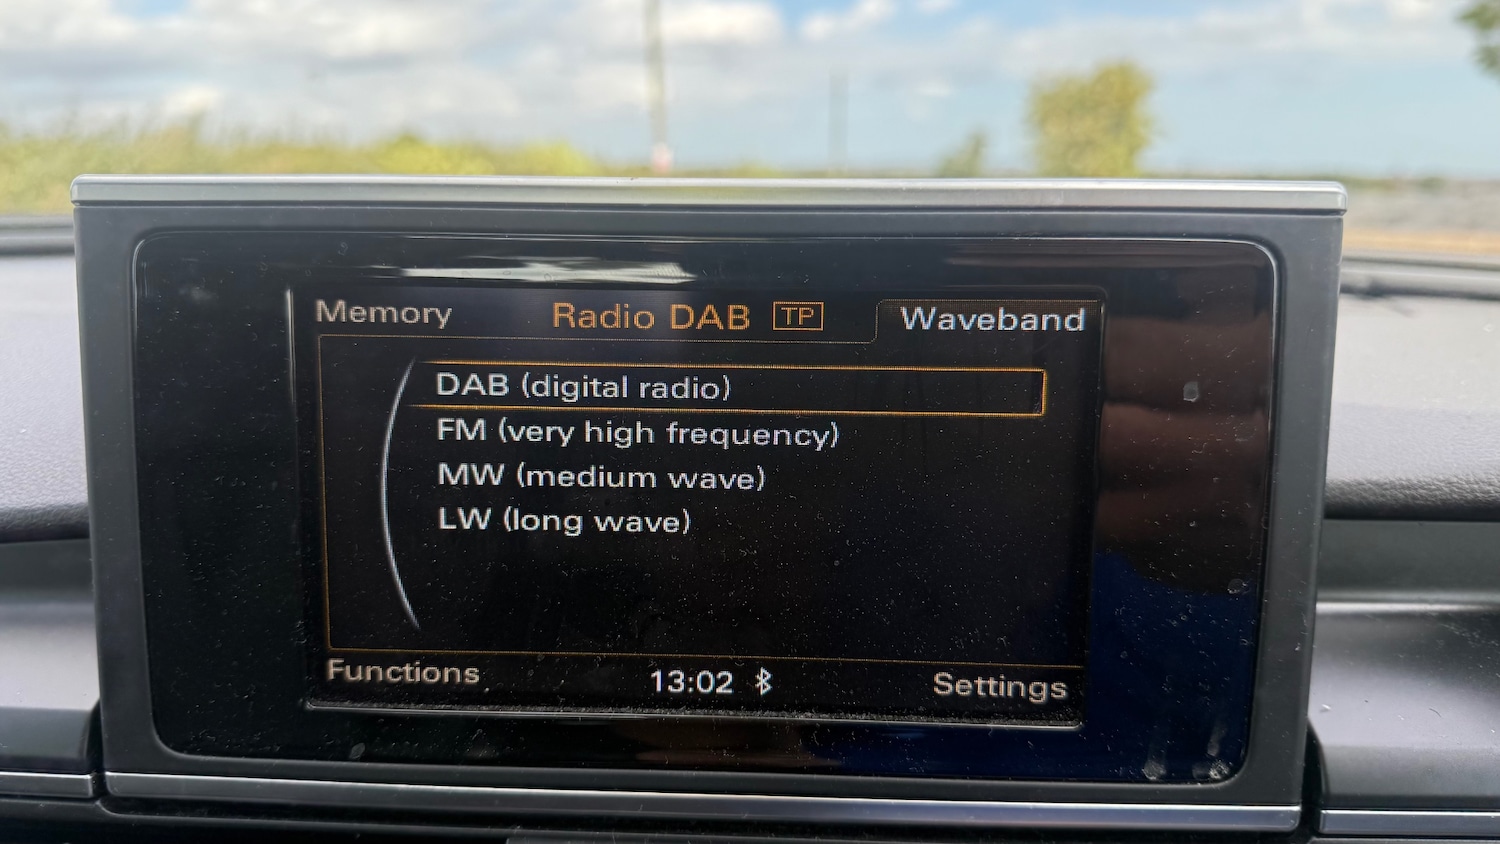 Memory Radio DAB TP Waveband
DAB (digital radio)
FM (very high frequency)
MW (medium wave)
LW (long wave)
Functions 13:02 Settings